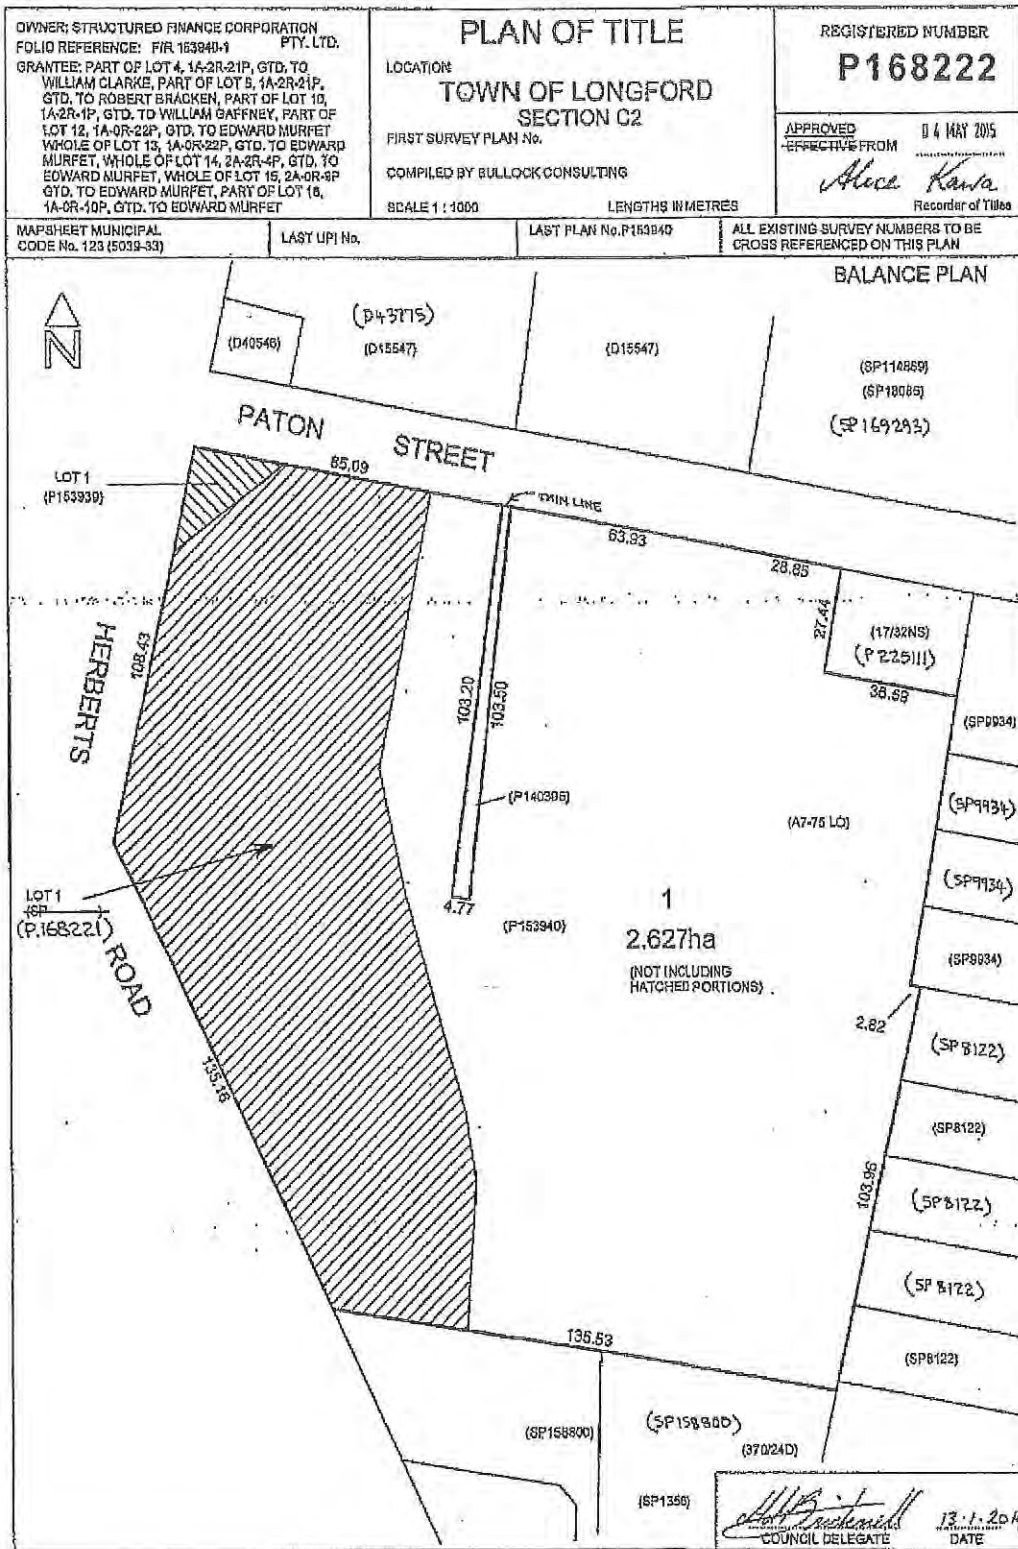 OWNER: STRUCTURED FINANCE CORPORATION
PTY. LTD.
FOLIO REFERENCE: F/R 153940-1
GRANTEE: PART OF LOT 4, 1A-2R-21P, GTD. TO
WILLIAM CLARKE, PART OF LOT 5, 1A-2R-21P,
GTD. TO ROBERT BRACKEN, PART OF LOT 10,
1A-2R-1P, GTD. TO WILLIAM GAFFNEY, PART OF
LOT 12, 1A-0R-22P, GTD. TO EDWARD MURFET
WHOLE OF LOT 13, 1A-0R-22P, GTD. TO EDWARD
MURFET, WHOLE OF LOT 14, 2A-2R-4P, GTD. TO
EDWARD MURFET, WHOLE OF LOT 15, 2A-0R-9P
GTD. TO EDWARD MURFET, PART OF LOT 16,
1A-0R-10P, GTD. TO EDWARD MURFET
PLAN OF TITLE
LOCATION
TOWN OF LONGFORD
SECTION C2
FIRST SURVEY PLAN No.
COMPILED BY BULLOCK CONSULTING
SCALE 1 : 1000 LENGTHS IN METRES
REGISTERED NUMBER
P168222
APPROVED
EFFECTIVE FROM
04 MAY 2015
Alice Kawa
Recorder of Titles
MAPSHEET MUNICIPAL
CODE No. 123 (5039-33)
LAST UPI No.
LAST PLAN No. P153940
ALL EXISTING SURVEY NUMBERS TO BE
CROSS REFERENCED ON THIS PLAN
BALANCE PLAN
N
(D40546)
(D43775)
(D15547)
(D15547)
(SP114869)
(SP18085)
(SP169293)
PATON STREET
LOT 1
(P153939)
85.09
THIN LINE
63.93
28.85
27.44
(17/32NS)
(P225111)
36.58
HERBERTS
108.43
103.20
103.50
(P140395)
(A7-75 LO)
(SP9934)
(SP9934)
(SP9934)
(SP9934)
LOT 1
SP
(P.168221)
ROAD
4.77
(P153940)
1
2.627ha
(NOT INCLUDING
HATCHED PORTIONS)
2.82
(SP8122)
(SP8122)
(SP8122)
(SP8122)
(SP8122)
103.96
135.16
135.53
(SP158800)
(SP158800)
(370/24D)
(SP1356)
COUNCIL DELEGATE
13.1.201
DATE